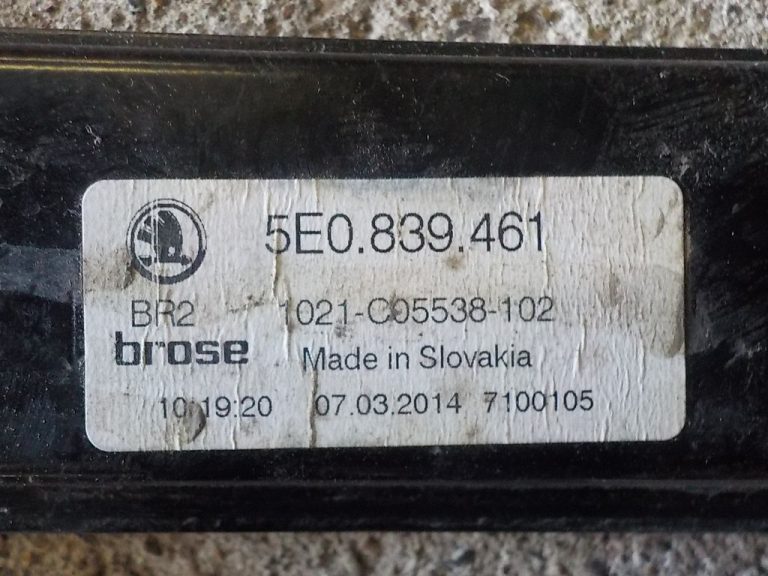 5E0.839.461
BR2 1021-C05538-102
brose Made in Slovakia
10:19:20 07.03.2014 7100105